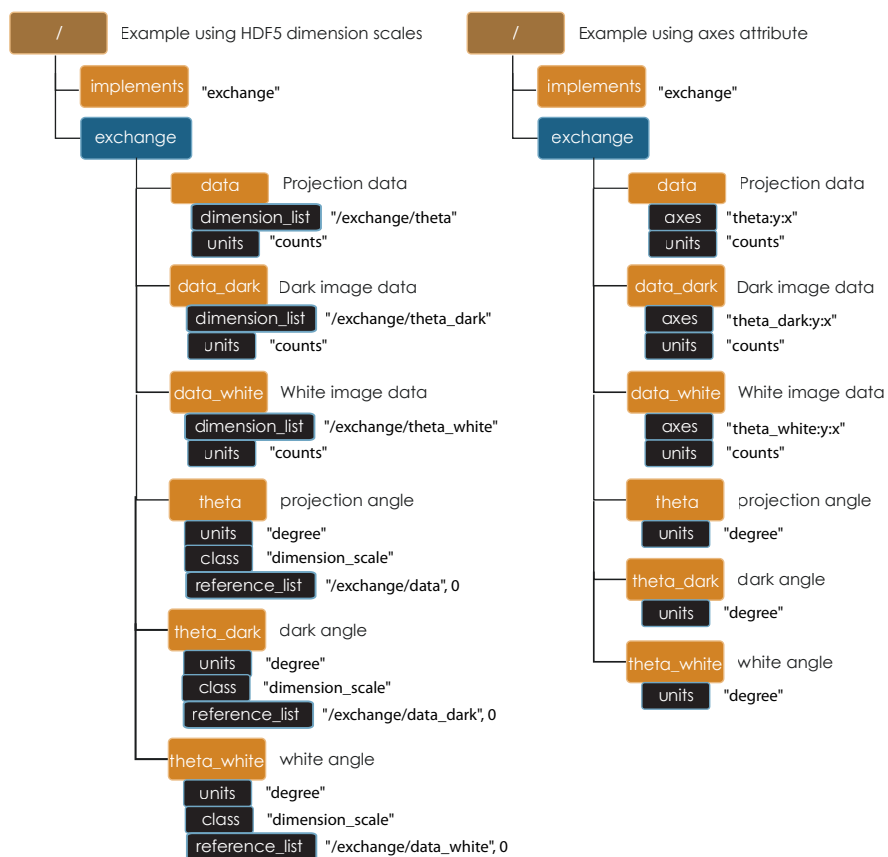 / Example using HDF5 dimension scales
implements "exchange"
exchange
data Projection data
dimension_list "/exchange/theta"
units "counts"
data_dark Dark image data
dimension_list "/exchange/theta_dark"
units "counts"
data_white White image data
dimension_list "/exchange/theta_white"
units "counts"
theta projection angle
units "degree"
class "dimension_scale"
reference_list "/exchange/data", 0
theta_dark dark angle
units "degree"
class "dimension_scale"
reference_list "/exchange/data_dark", 0
theta_white white angle
units "degree"
class "dimension_scale"
reference_list "/exchange/data_white", 0
/ Example using axes attribute
implements "exchange"
exchange
data Projection data
axes "theta:y:x"
units "counts"
data_dark Dark image data
axes "theta_dark:y:x"
units "counts"
data_white White image data
axes "theta_white:y:x"
units "counts"
theta projection angle
units "degree"
theta_dark dark angle
units "degree"
theta_white white angle
units "degree"